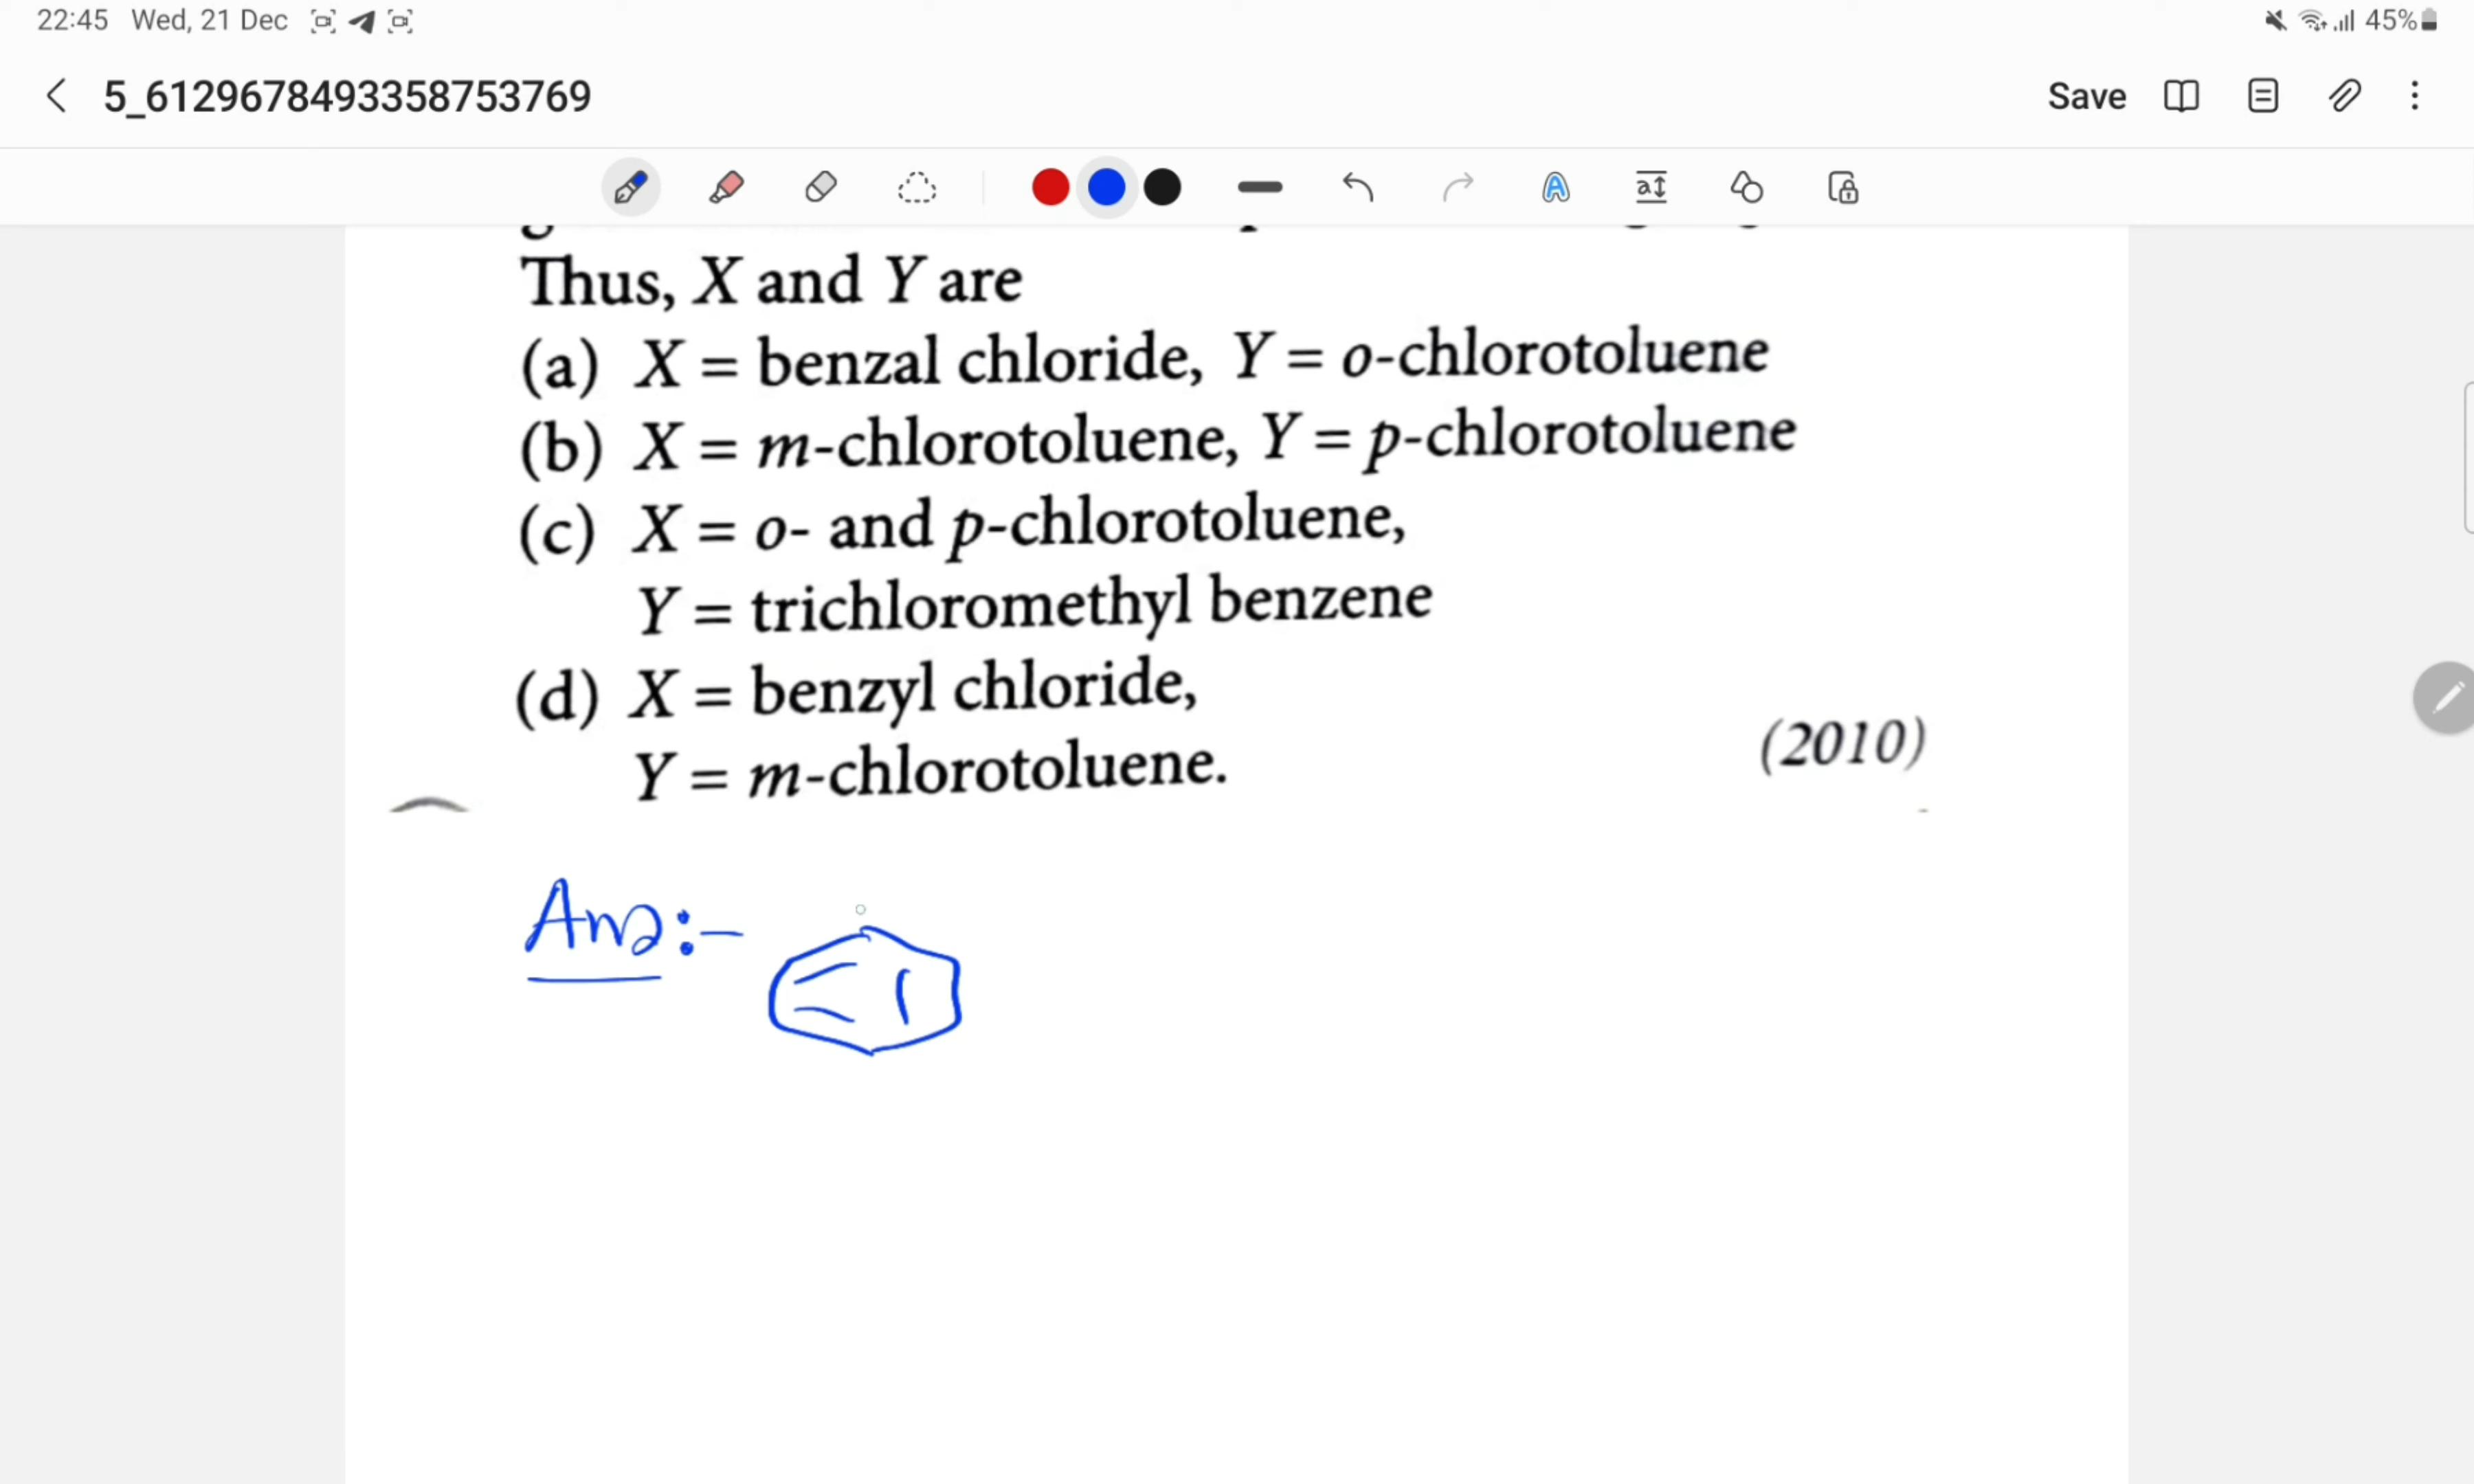 22:45 Wed, 21 Dec 45%
5_6129678493358753769 Save
Thus, X and Y are
(a) X = benzal chloride, Y = o-chlorotoluene
(b) X = m-chlorotoluene, Y = p-chlorotoluene
(c) X = o- and p-chlorotoluene,
Y = trichloromethyl benzene
(d) X = benzyl chloride,
Y = m-chlorotoluene. (2010)
Ans:-